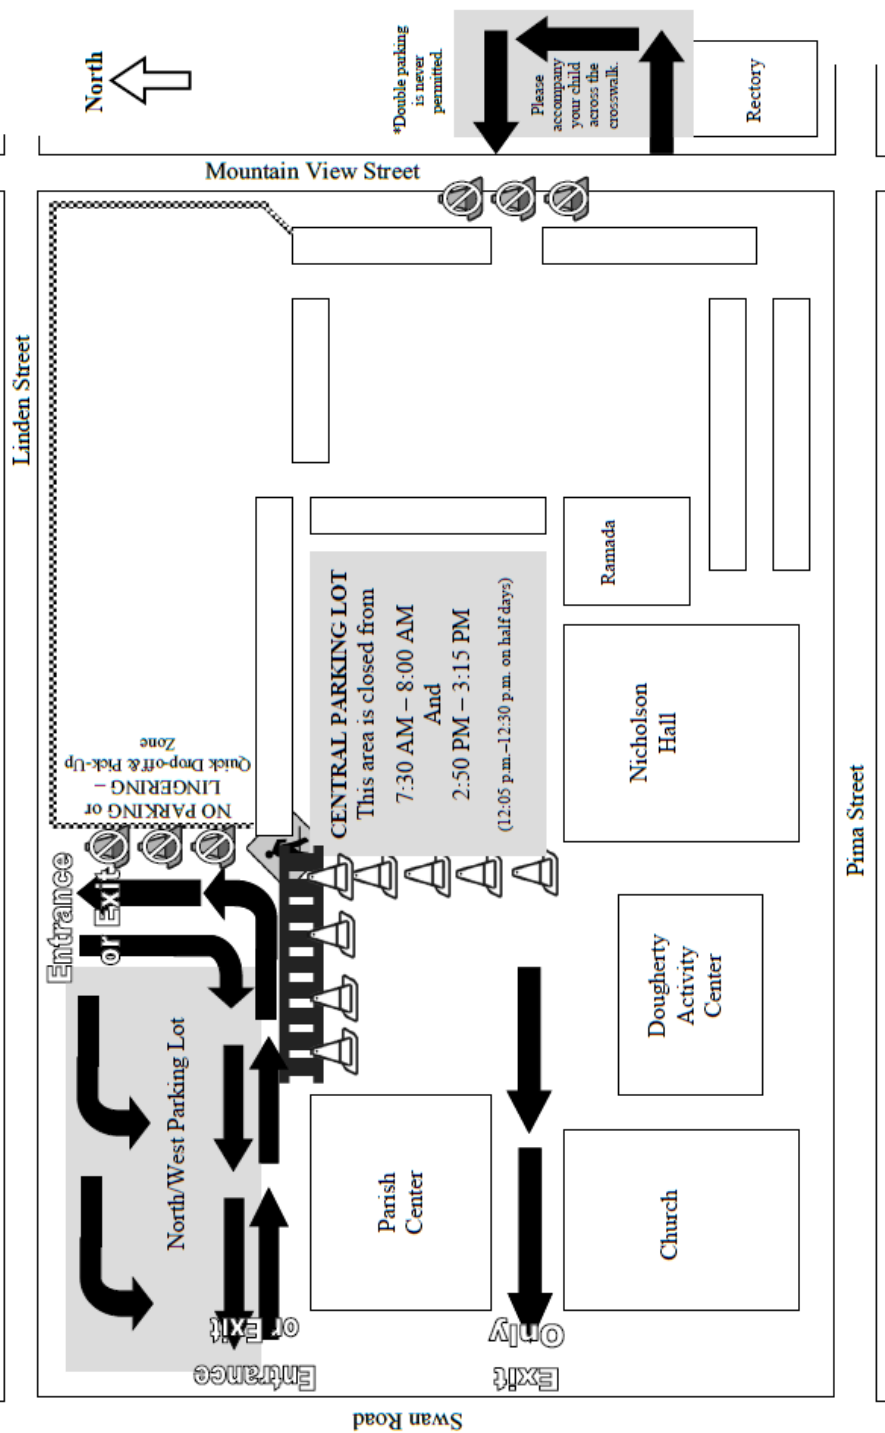 North
*Double parking
is never
permitted.
Please
accompany
your child
across the
crosswalk.
Rectory
Mountain View Street
Linden Street
NO PARKING or
LINGERING –
Quick Drop-off & Pick-Up
Zone
Entrance
or Exit
North/West Parking Lot
CENTRAL PARKING LOT
This area is closed from
7:30 AM – 8:00 AM
And
2:50 PM – 3:15 PM
(12:05 p.m.–12:30 p.m. on half days)
Ramada
Nicholson
Hall
Dougherty
Activity
Center
Pima Street
Parish
Center
Church
Entrance
or Exit
Exit
Only
Swan Road